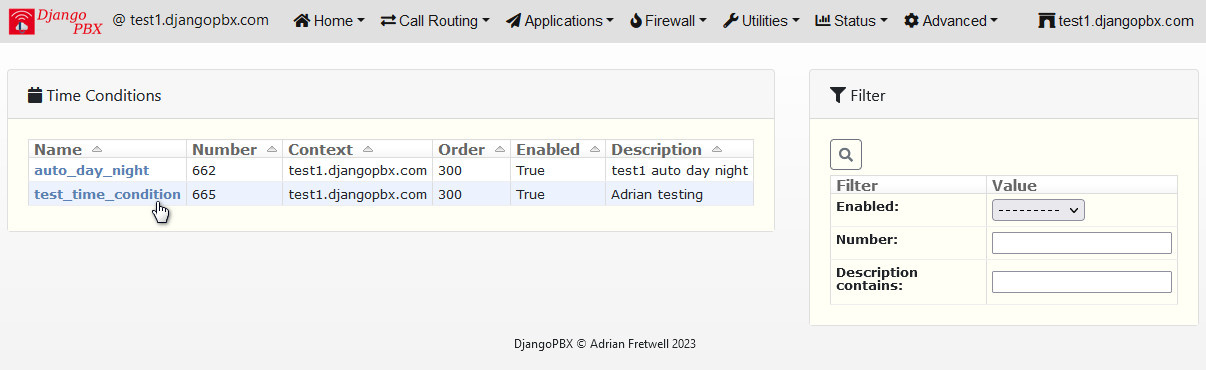 Django PBX @ test1.djangopbx.com Home Call Routing Applications Firewall Utilities Status Advanced test1.djangopbx.com
Time Conditions
Name Number Context Order Enabled Description
auto_day_night 662 test1.djangopbx.com 300 True test1 auto day night
test_time_condition 665 test1.djangopbx.com 300 True Adrian testing
Filter
Filter Value
Enabled: ---------
Number:
Description
contains:
DjangoPBX © Adrian Fretwell 2023